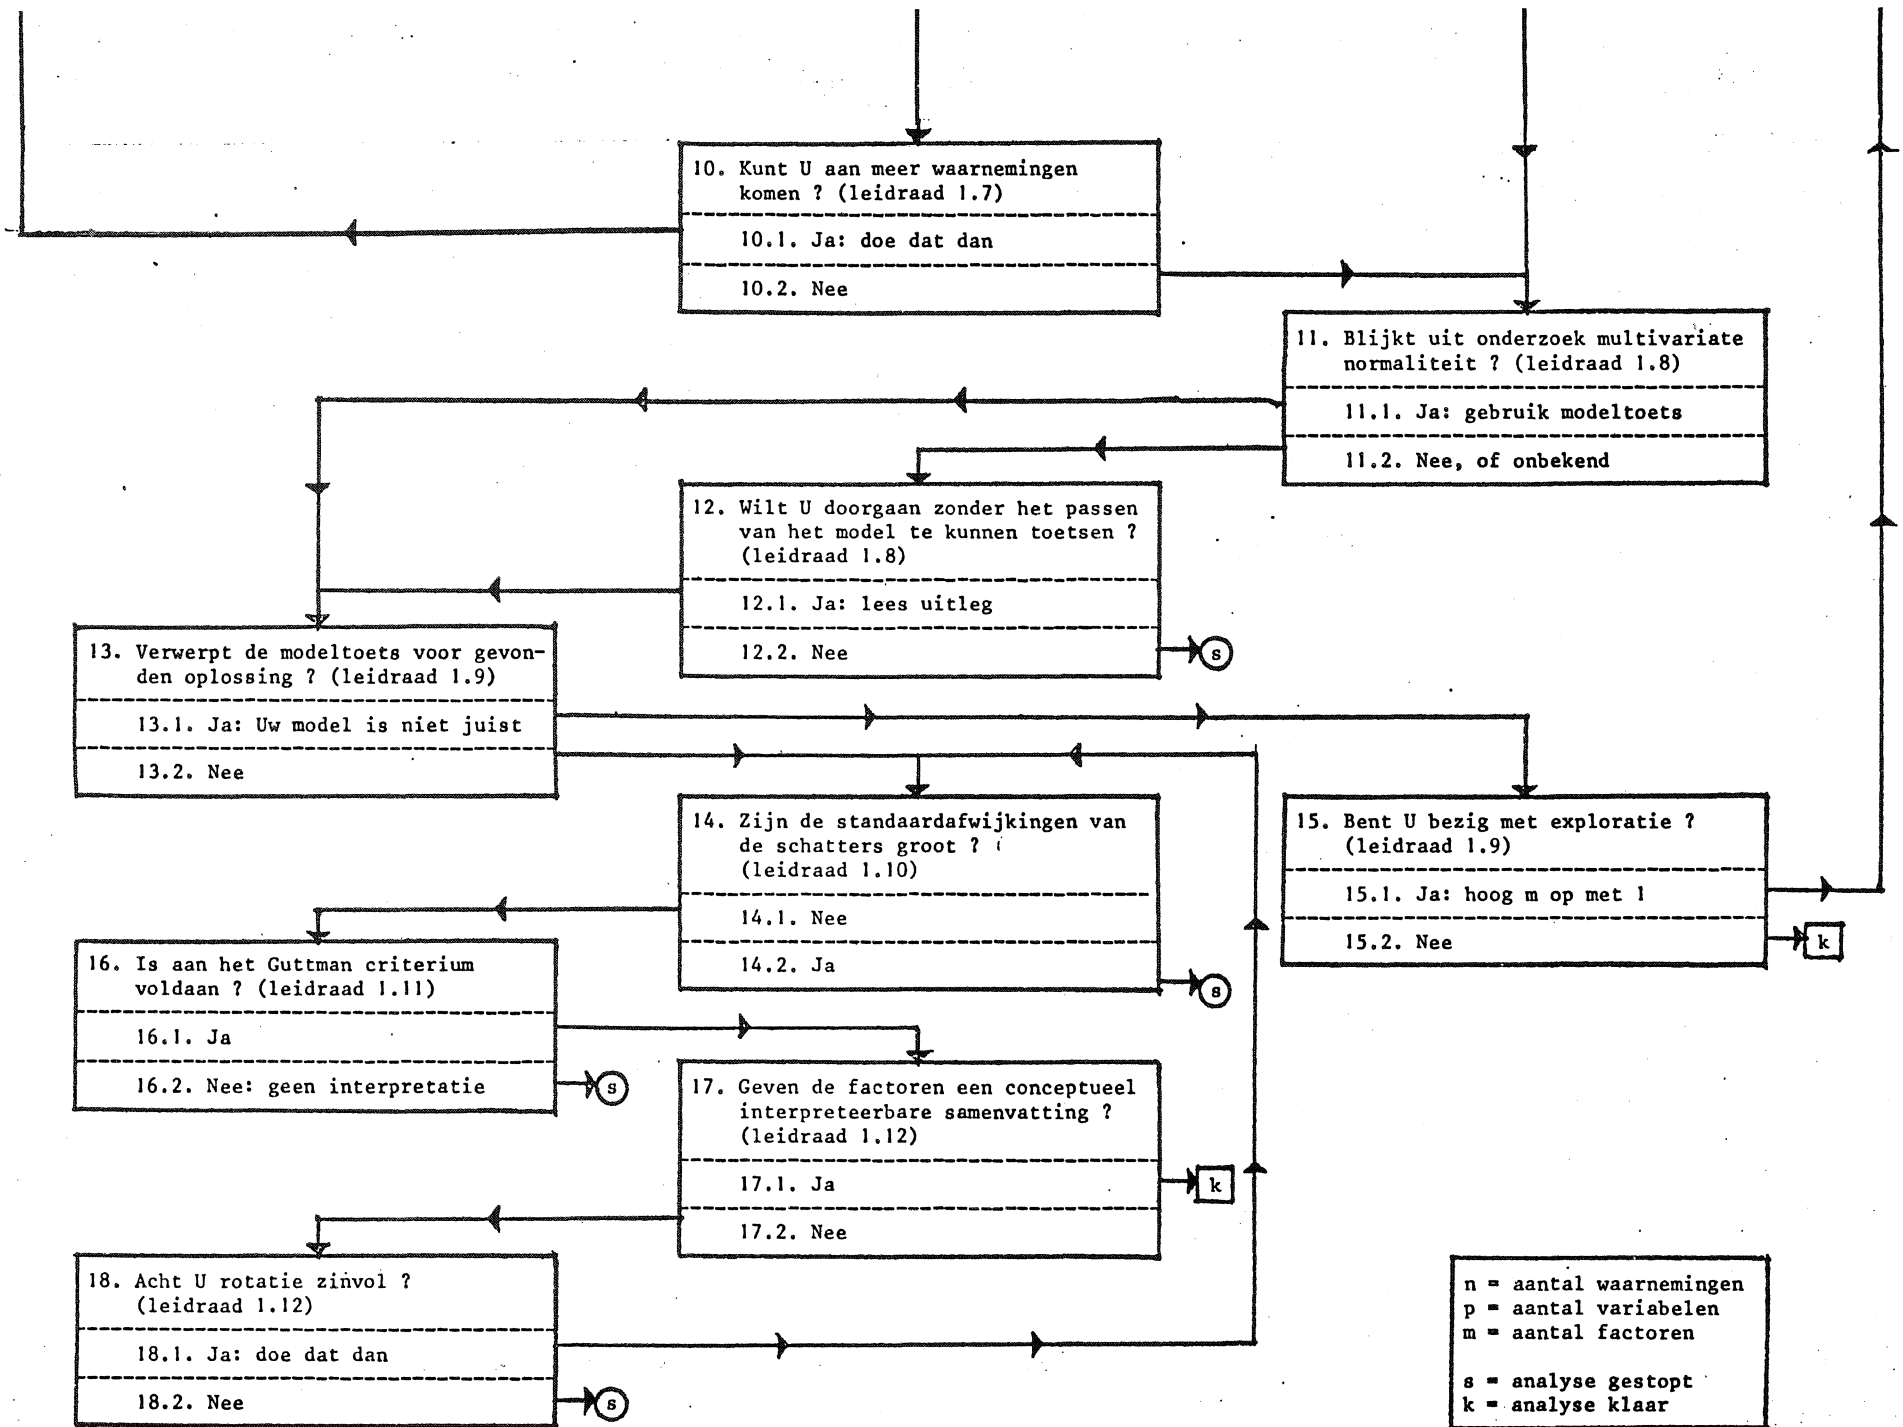 10. Kunt U aan meer waarnemingen
komen ? (leidraad 1.7)
10.1. Ja: doe dat dan
10.2. Nee
11. Blijkt uit onderzoek multivariate
normaliteit ? (leidraad 1.8)
11.1. Ja: gebruik modeltoets
11.2. Nee, of onbekend
12. Wilt U doorgaan zonder het passen
van het model te kunnen toetsen ?
(leidraad 1.8)
12.1. Ja: lees uitleg
12.2. Nee
s
13. Verwerpt de modeltoets voor gevon-
den oplossing ? (leidraad 1.9)
13.1. Ja: Uw model is niet juist
13.2. Nee
14. Zijn de standaardafwijkingen van
de schatters groot ?
(leidraad 1.10)
14.1. Nee
14.2. Ja
s
15. Bent U bezig met exploratie ?
(leidraad 1.9)
15.1. Ja: hoog m op met 1
15.2. Nee
k
16. Is aan het Guttman criterium
voldaan ? (leidraad 1.11)
16.1. Ja
16.2. Nee: geen interpretatie
s
17. Geven de factoren een conceptueel
interpreteerbare samenvatting ?
(leidraad 1.12)
17.1. Ja
k
17.2. Nee
18. Acht U rotatie zinvol ?
(leidraad 1.12)
18.1. Ja: doe dat dan
18.2. Nee
s
n = aantal waarnemingen
p = aantal variabelen
m = aantal factoren
s = analyse gestopt
k = analyse klaar